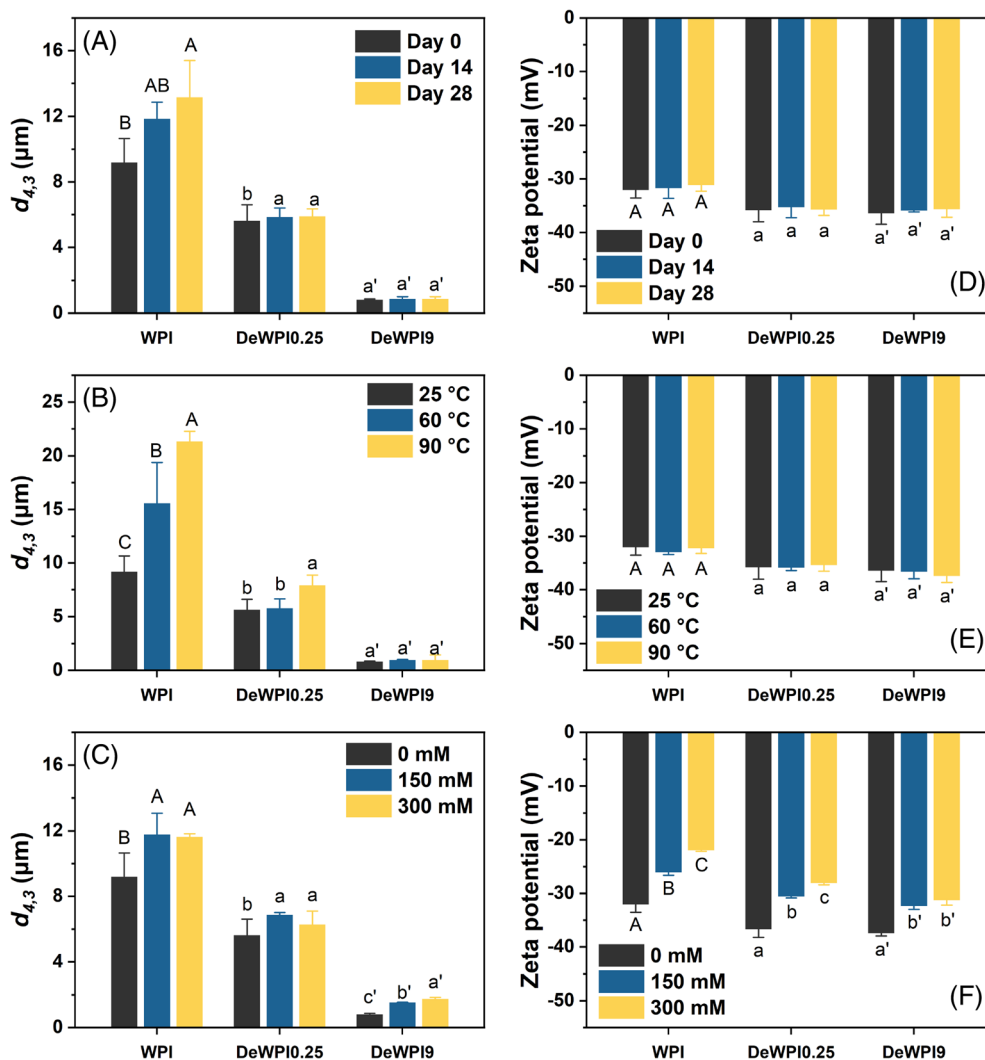 (A)
Day 0
Day 14
Day 28
d4,3 (µm)
16
12
8
4
0
B AB A
b a a
a' a' a'
WPI DeWPI0.25 DeWPI9
(D)
Zeta potential (mV)
0
-10
-20
-30
-40
-50
A A A
a a a
a' a' a'
Day 0
Day 14
Day 28
WPI DeWPI0.25 DeWPI9
(B)
25 °C
60 °C
90 °C
d4,3 (µm)
25
20
15
10
5
0
C B A
b b a
a' a' a'
WPI DeWPI0.25 DeWPI9
(E)
Zeta potential (mV)
0
-10
-20
-30
-40
-50
A A A
a a a
a' a' a'
25 °C
60 °C
90 °C
WPI DeWPI0.25 DeWPI9
(C)
0 mM
150 mM
300 mM
d4,3 (µm)
16
12
8
4
0
B A A
b a a
c' b' a'
WPI DeWPI0.25 DeWPI9
(F)
Zeta potential (mV)
0
-10
-20
-30
-40
-50
A B C
a b c
a' b' b'
0 mM
150 mM
300 mM
WPI DeWPI0.25 DeWPI9